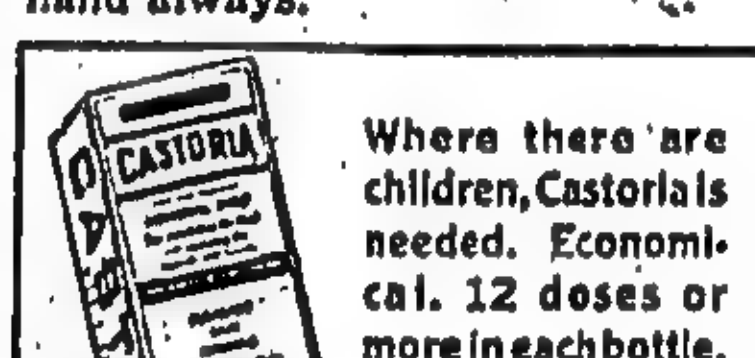 hand always.
CASTORIA
Where there are
children, Castoria is
needed. Economi-
cal. 12 doses or
more in each bottle.